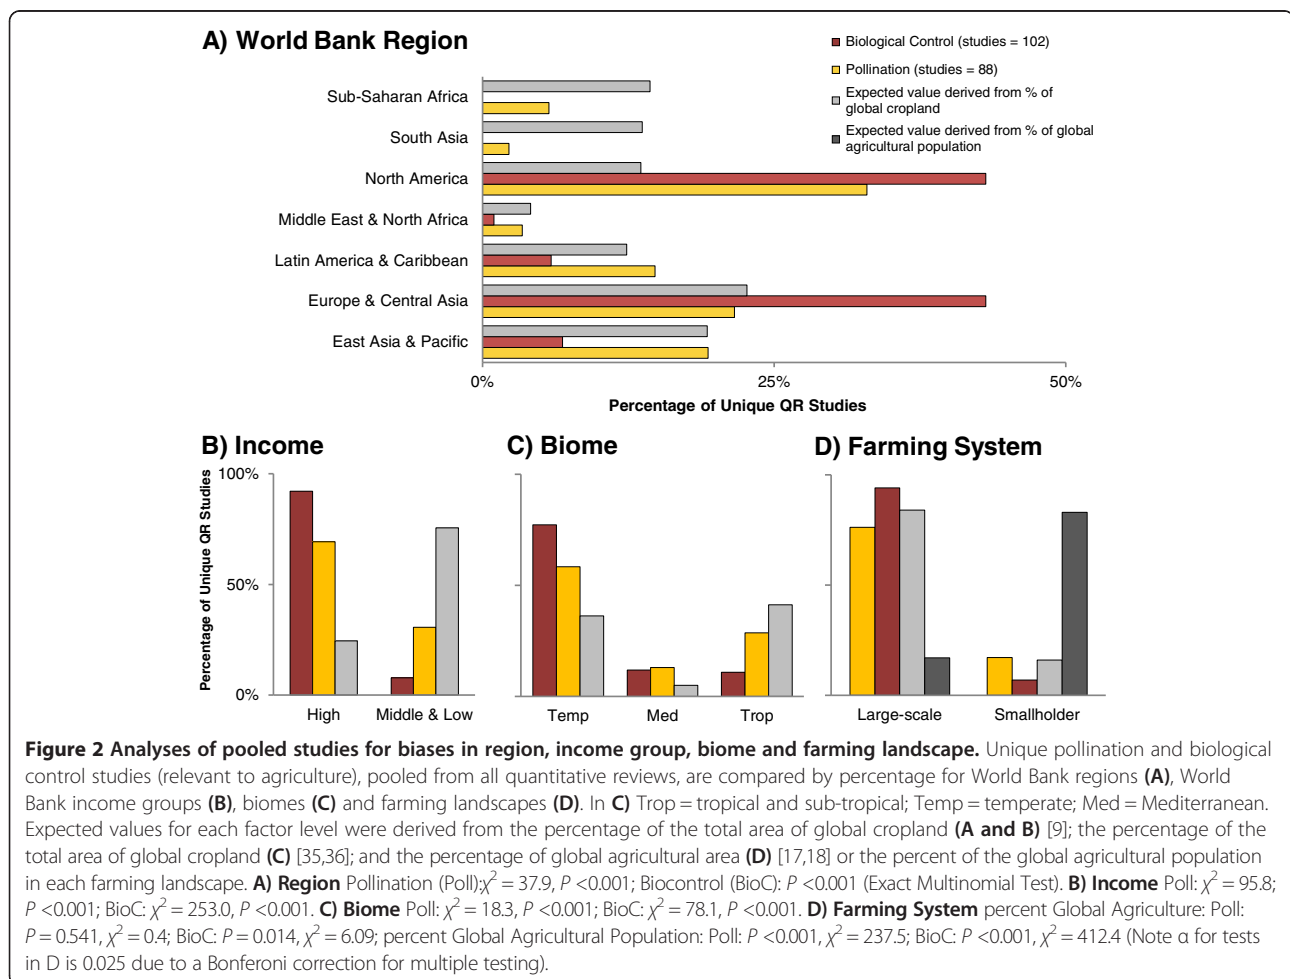 A) World Bank Region
Biological Control (studies = 102)
Pollination (studies = 88)
Expected value derived from % of
global cropland
Expected value derived from % of global
agricultural population
Sub-Saharan Africa
South Asia
North America
Middle East & North Africa
Latin America & Caribbean
Europe & Central Asia
East Asia & Pacific
0%
25%
50%
Percentage of Unique QR Studies
B) Income
C) Biome
D) Farming System
Percentage of Unique QR Studies
100%
50%
0%
High
Middle & Low
Temp
Med
Trop
Large-scale
Smallholder
Figure 2 Analyses of pooled studies for biases in region, income group, biome and farming landscape. Unique pollination and biological
control studies (relevant to agriculture), pooled from all quantitative reviews, are compared by percentage for World Bank regions (A), World
Bank income groups (B), biomes (C) and farming landscapes (D). In C) Trop = tropical and sub-tropical; Temp = temperate; Med = Mediterranean.
Expected values for each factor level were derived from the percentage of the total area of global cropland (A and B) [9]; the percentage of the
total area of global cropland (C) [35,36]; and the percentage of global agricultural area (D) [17,18] or the percent of the global agricultural population
in each farming landscape. A) Region Pollination (Poll):χ² = 37.9, P <0.001; Biocontrol (BioC): P <0.001 (Exact Multinomial Test). B) Income Poll: χ² = 95.8;
P <0.001; BioC: χ² = 253.0, P <0.001. C) Biome Poll: χ² = 18.3, P <0.001; BioC: χ² = 78.1, P <0.001. D) Farming System percent Global Agriculture: Poll:
P = 0.541, χ² = 0.4; BioC: P = 0.014, χ² = 6.09; percent Global Agricultural Population: Poll: P <0.001, χ² = 237.5; BioC: P <0.001, χ² = 412.4 (Note α for tests
in D is 0.025 due to a Bonferoni correction for multiple testing).